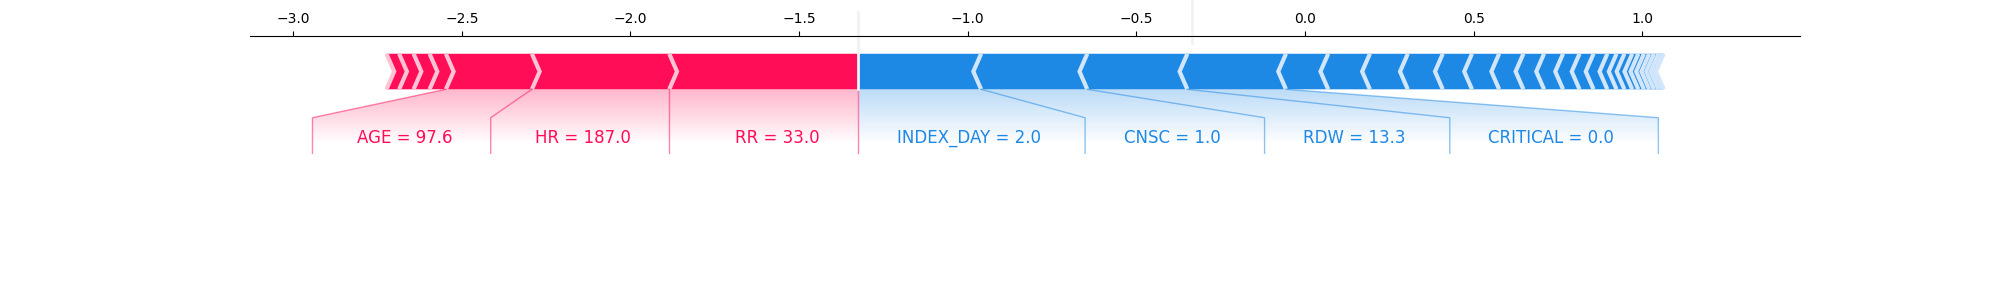 −3.0 −2.5 −2.0 −1.5 −1.0 −0.5 0.0 0.5 1.0
AGE = 97.6 HR = 187.0 RR = 33.0 INDEX_DAY = 2.0 CNSC = 1.0 RDW = 13.3 CRITICAL = 0.0